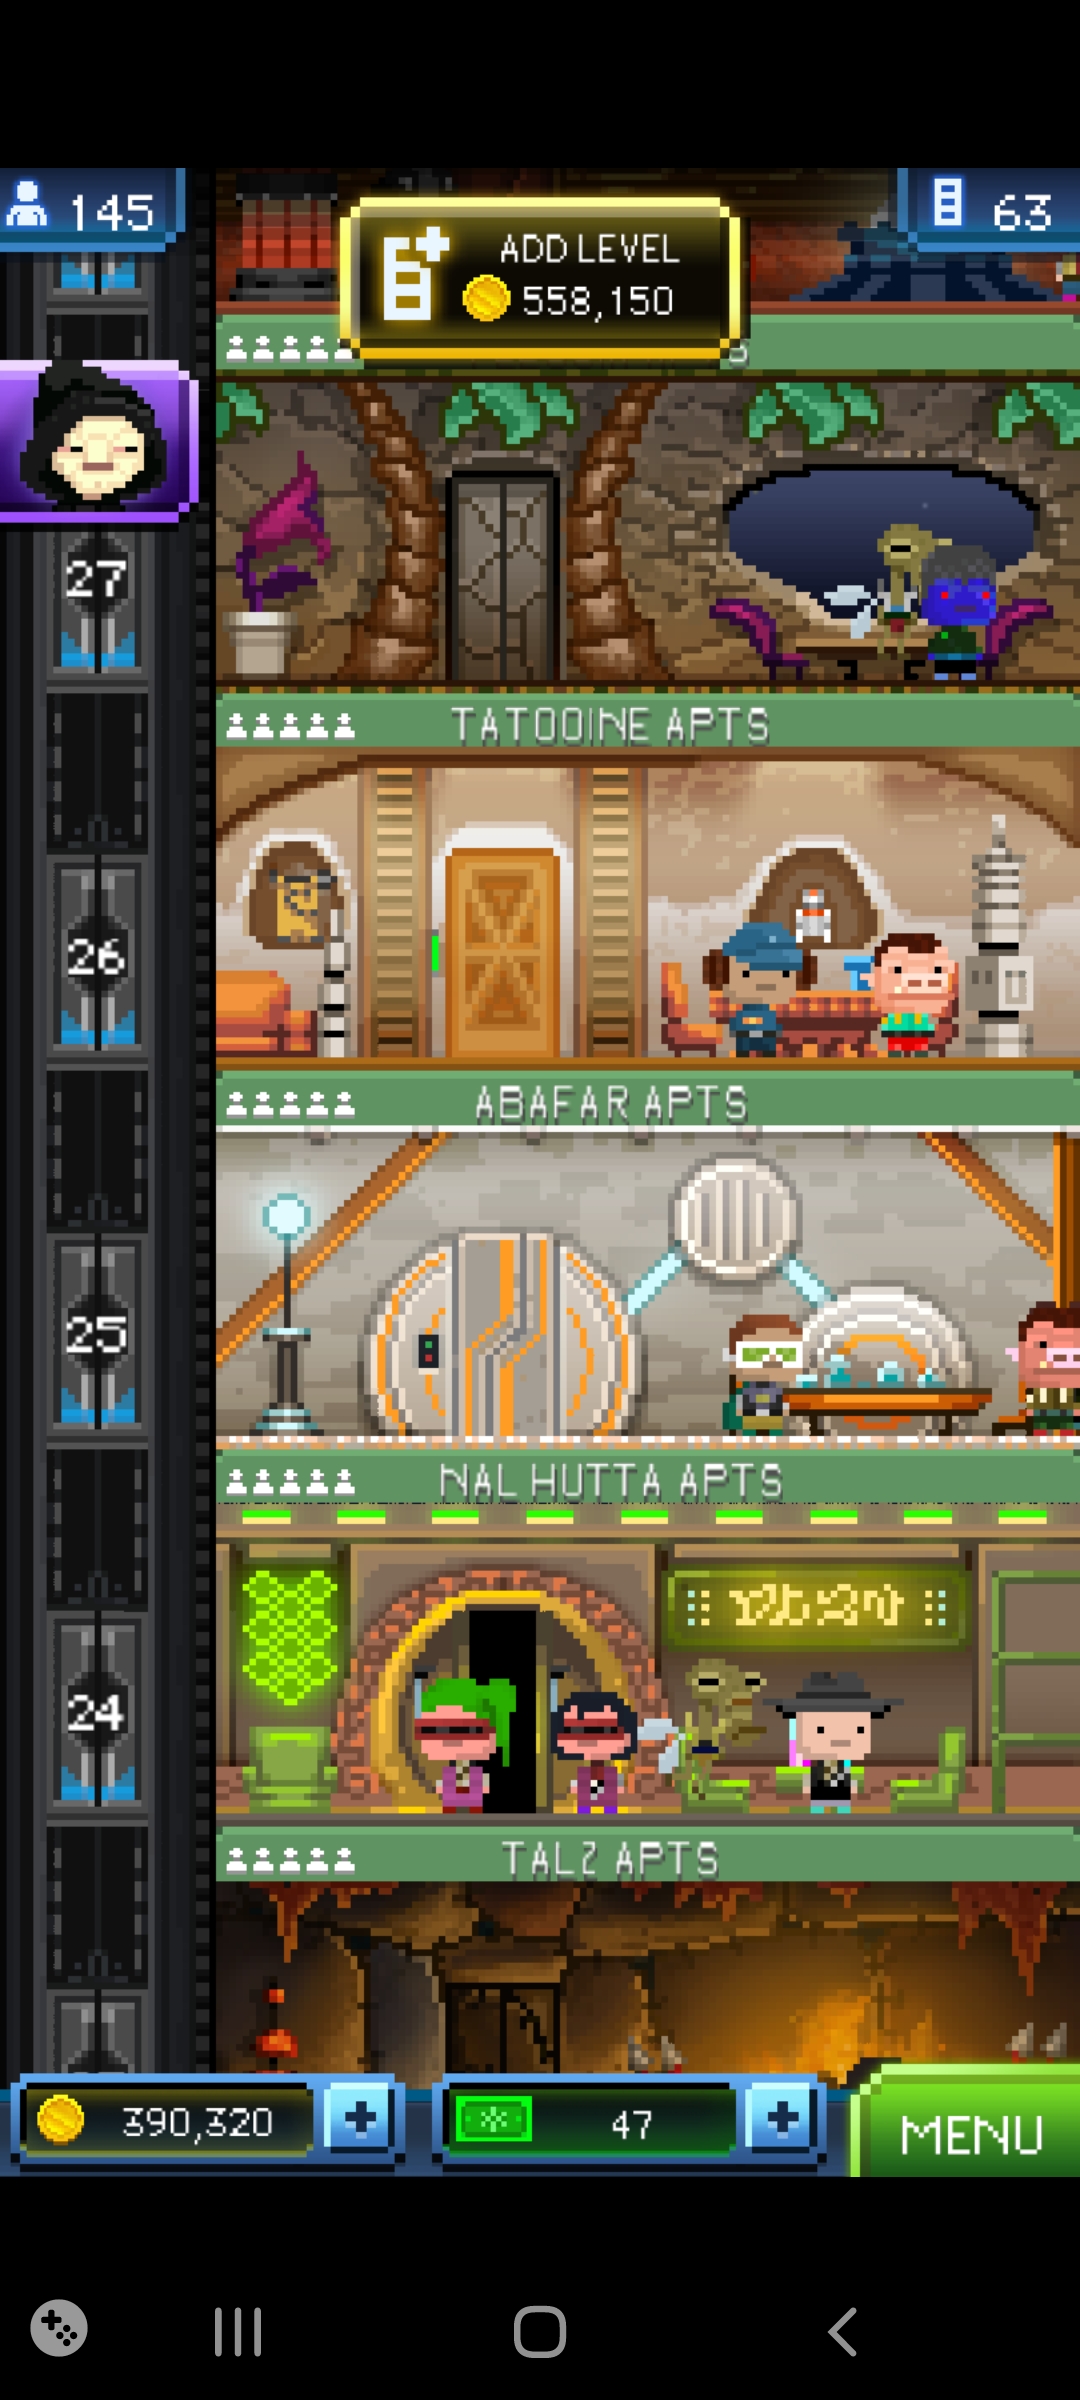 145
ADD LEVEL
558,150
63
S
27
TATOOINE APTS
26
ABAFAR APTS
25
NAL HUTTA APTS
24
TALZ APTS
390,320
47
MENU